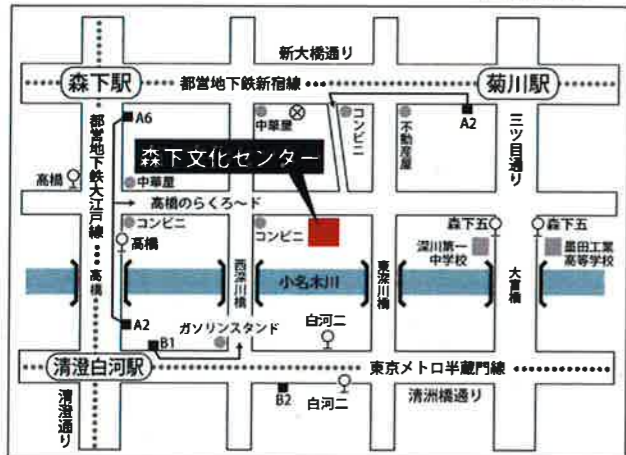 新大橋通り
森下駅
都営地下鉄新宿線
菊川駅
A6
中華屋
コンビニ
不動産屋
A2
三ツ目通り
都営地下鉄大江戸線
森下文化センター
高橋
中華屋
高橋のらくろ〜ド
コンビニ
高橋
コンビニ
森下五
森下五
深川第一
中学校
墨田工業
高等学校
高橋
西深川橋
小名木川
東深川橋
大富橋
A2
B1
ガソリンスタンド
白河二
清澄白河駅
東京メトロ半蔵門線
清澄通り
B2
白河二
清洲橋通り